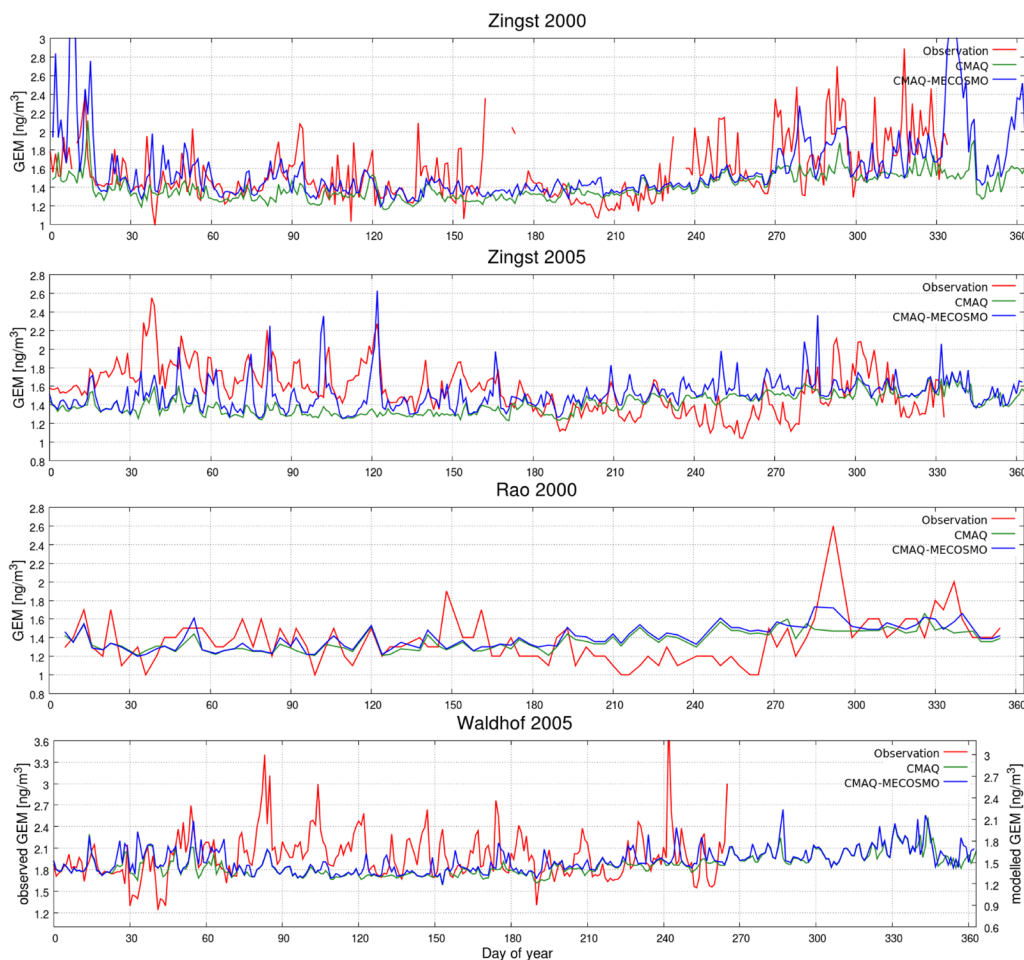 Zingst 2000
GEM [ng/m³]
3
2.8
2.6
2.4
2.2
2
1.8
1.6
1.4
1.2
1
Observation
CMAQ
CMAQ-MECOSMO
0 30 60 90 120 150 180 210 240 270 300 330 360
Zingst 2005
GEM [ng/m³]
2.8
2.6
2.4
2.2
2
1.8
1.6
1.4
1.2
1
0.8
Observation
CMAQ
CMAQ-MECOSMO
0 30 60 90 120 150 180 210 240 270 300 330 360
Rao 2000
GEM [ng/m³]
2.8
2.6
2.4
2.2
2
1.8
1.6
1.4
1.2
1
0.8
Observation
CMAQ
CMAQ-MECOSMO
0 30 60 90 120 150 180 210 240 270 300 330 360
Waldhof 2005
observed GEM [ng/m³]
3.6
3.3
3
2.7
2.4
2.1
1.8
1.5
1.2
Observation
CMAQ
CMAQ-MECOSMO
3
2.7
2.4
2.1
1.8
1.5
1.2
0.9
0.6
modelled GEM [ng/m³]
0 30 60 90 120 150 180 210 240 270 300 330 360
Day of year